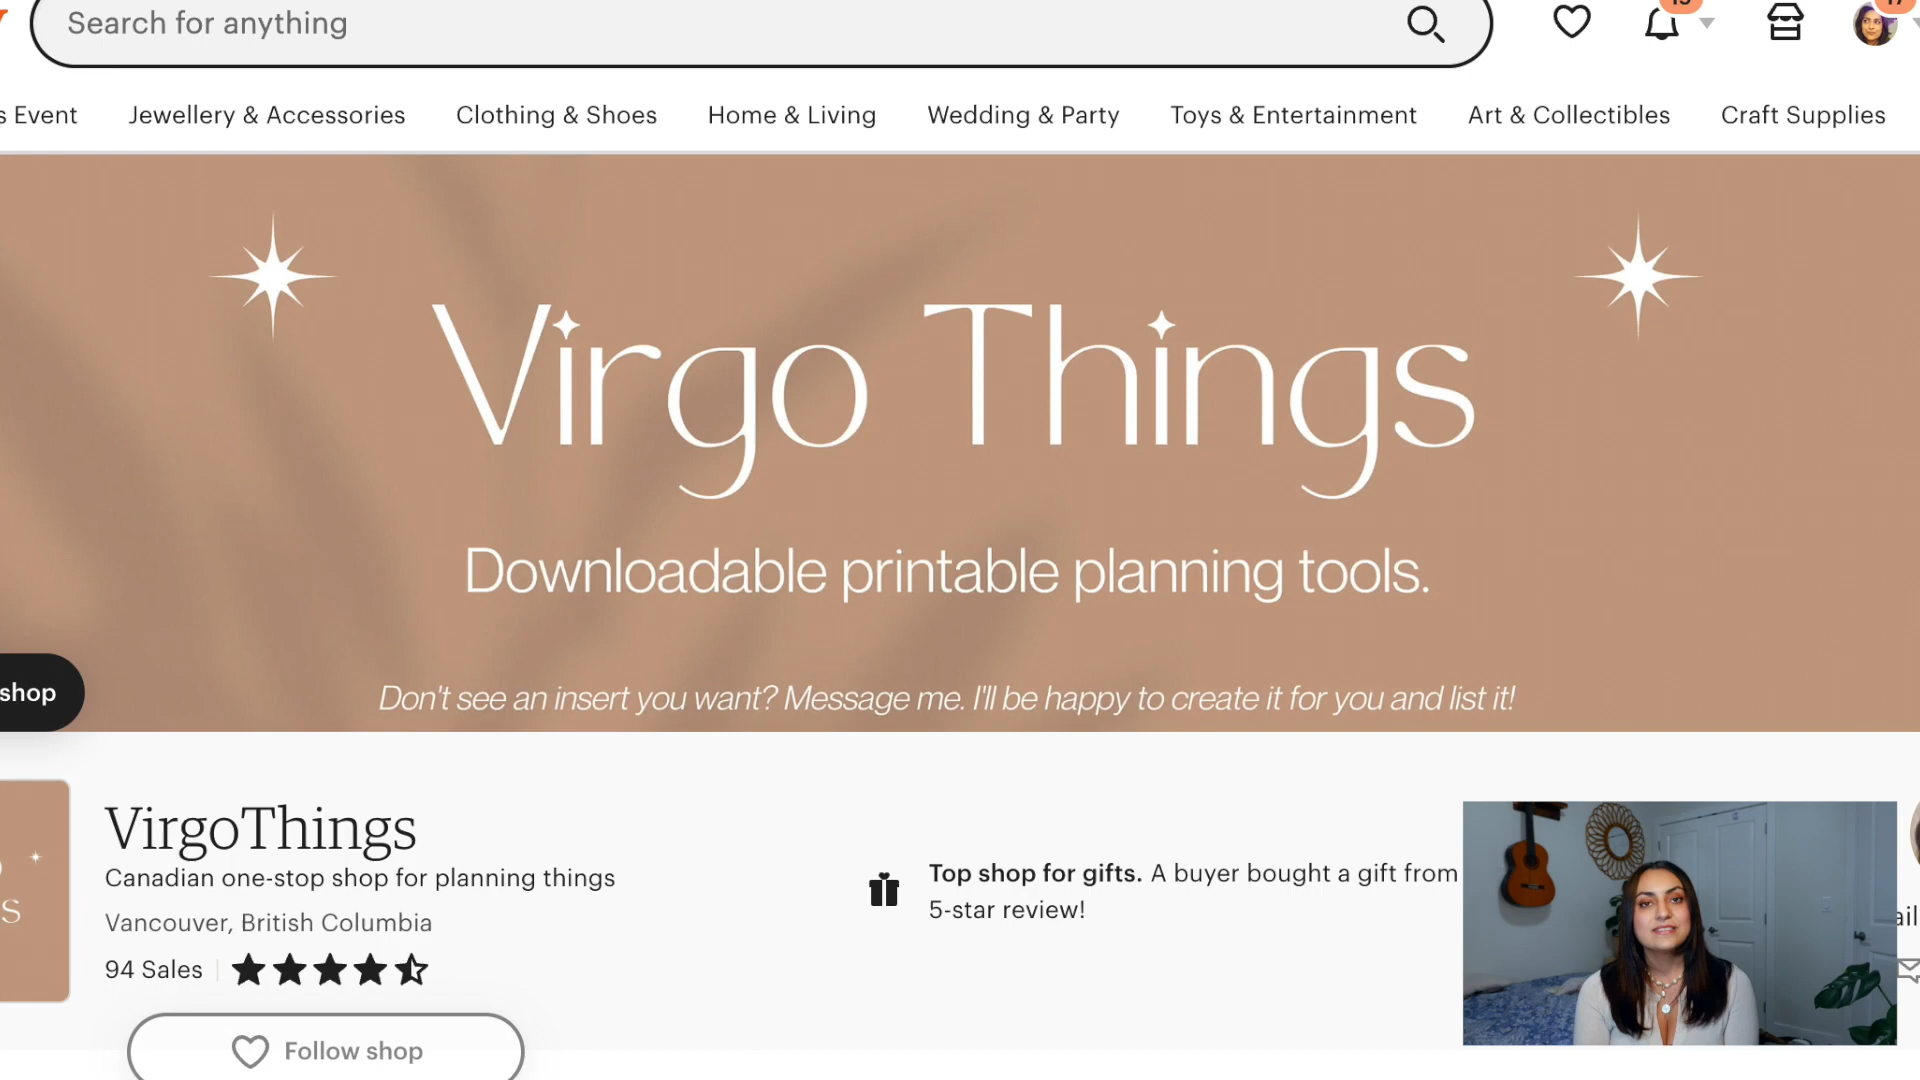 Search for anything
s Event Jewellery & Accessories Clothing & Shoes Home & Living Wedding & Party Toys & Entertainment Art & Collectibles Craft Supplies
Virgo Things
Downloadable printable planning tools.
Don't see an insert you want? Message me. I'll be happy to create it for you and list it!
shop
VirgoThings
Canadian one-stop shop for planning things
Vancouver, British Columbia
94 Sales
Top shop for gifts. A buyer bought a gift from
5-star review!
Follow shop